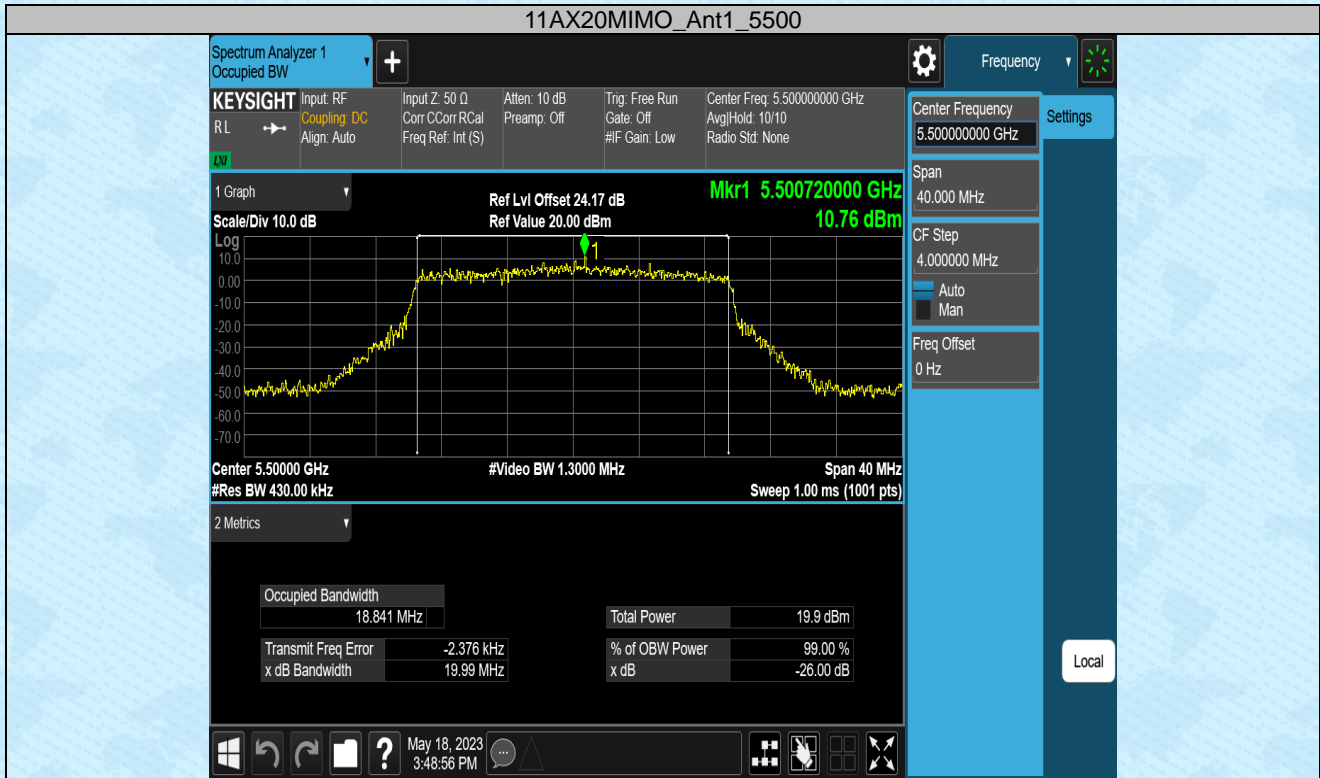 11AX20MIMO_Ant1_5500
Spectrum Analyzer 1
Occupied BW
Frequency
KEYSIGHT
R L
LXI
Input: RF
Coupling: DC
Align: Auto
Input Z: 50 Ω
Corr CCorr RCal
Freq Ref: Int (S)
Atten: 10 dB
Preamp: Off
Trig: Free Run
Gate: Off
#IF Gain: Low
Center Freq: 5.500000000 GHz
Avg|Hold: 10/10
Radio Std: None
Center Frequency
5.500000000 GHz
Settings
Span
40.000 MHz
CF Step
4.000000 MHz
Auto
Man
Freq Offset
0 Hz
Local
1 Graph
Scale/Div 10.0 dB
Ref Lvl Offset 24.17 dB
Ref Value 20.00 dBm
Mkr1 5.500720000 GHz
10.76 dBm
Log
10.0
0.00
-10.0
-20.0
-30.0
-40.0
-50.0
-60.0
-70.0
1
Center 5.50000 GHz
#Video BW 1.3000 MHz
Span 40 MHz
#Res BW 430.00 kHz
Sweep 1.00 ms (1001 pts)
2 Metrics
Occupied Bandwidth
18.841 MHz
Total Power 19.9 dBm
Transmit Freq Error -2.376 kHz
% of OBW Power 99.00 %
x dB Bandwidth 19.99 MHz
x dB -26.00 dB
?
May 18, 2023
3:48:56 PM